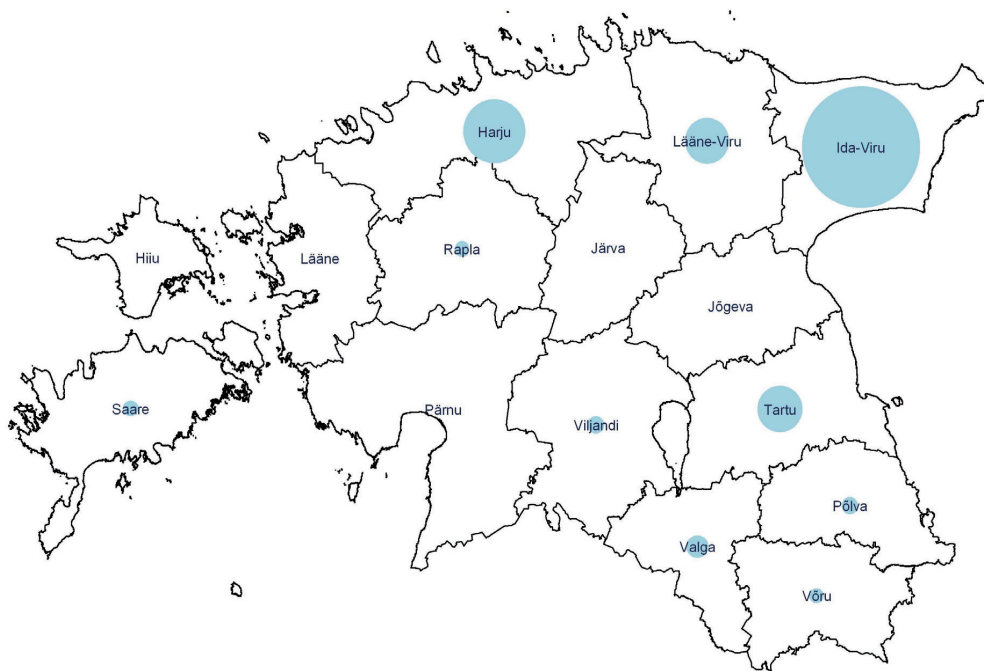 Harju
Lääne-Viru
Ida-Viru
Hiiu
Lääne
Rapla
Järva
Jõgeva
Saare
Pärnu
Viljandi
Tartu
Põlva
Valga
Võru